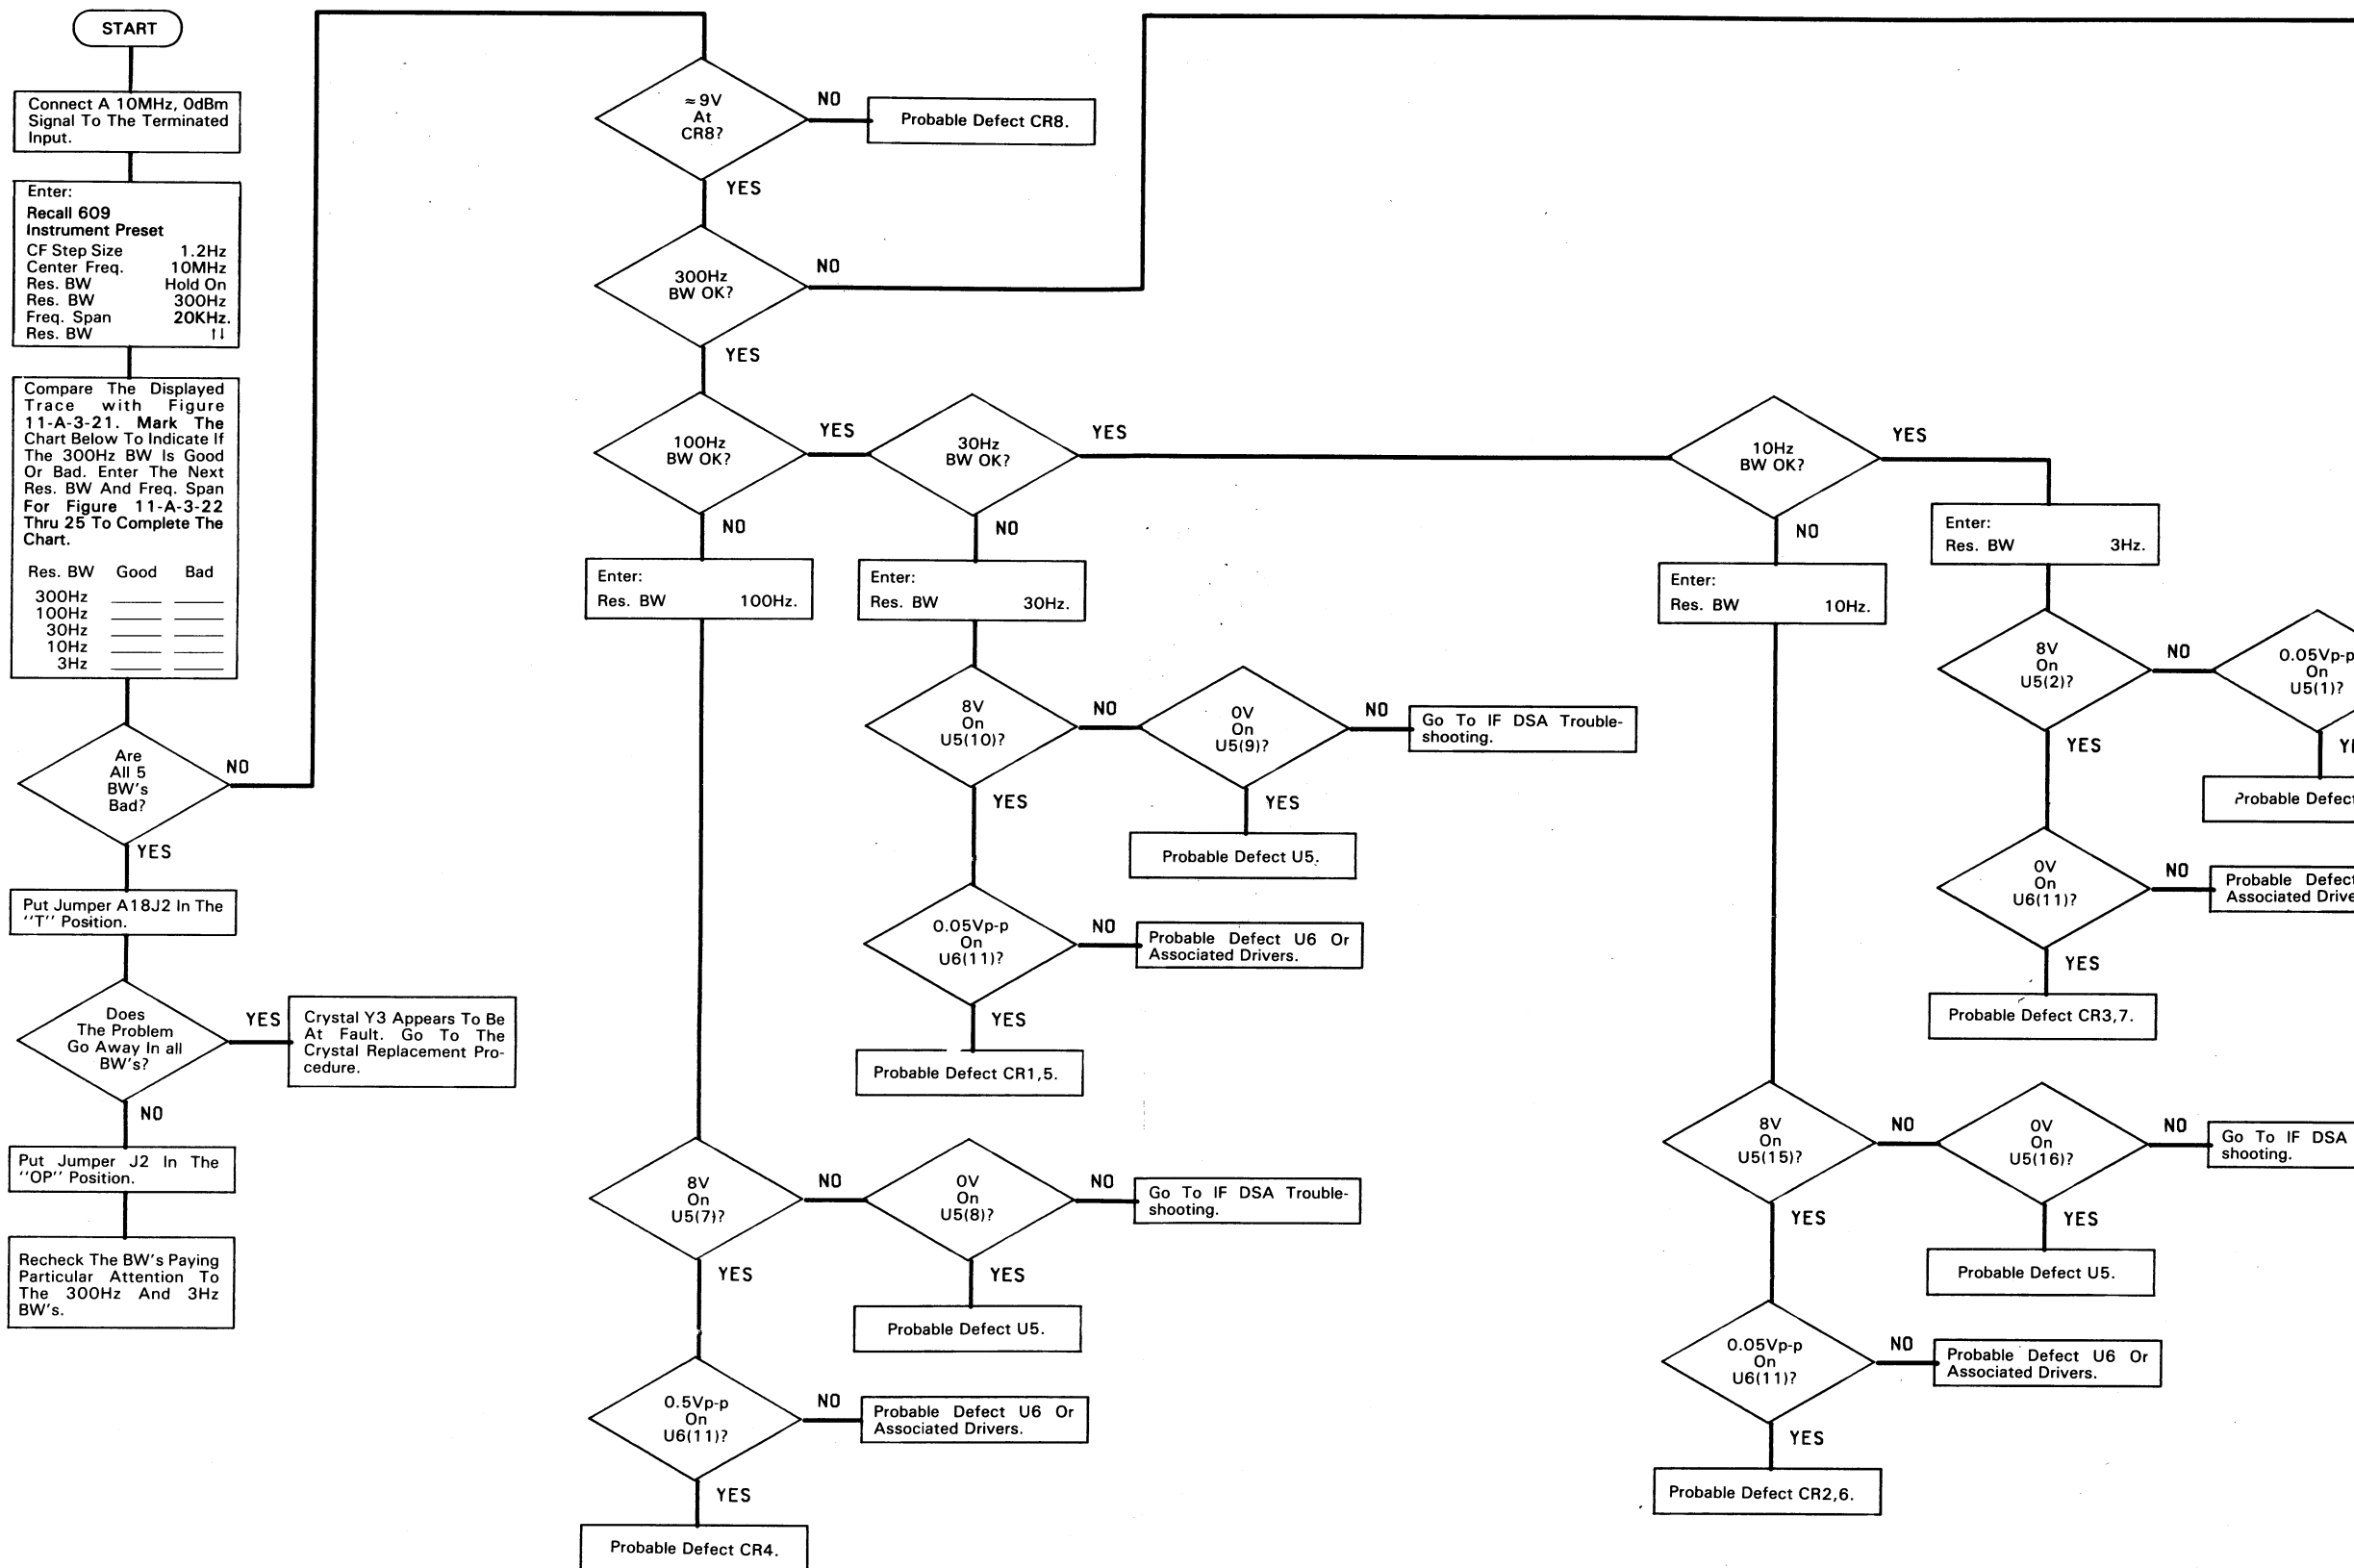 START
Connect A 10MHz, 0dBm
Signal To The Terminated
Input.
Enter:
Recall 609
Instrument Preset
CF Step Size 1.2Hz
Center Freq. 10MHz
Res. BW Hold On
Res. BW 300Hz
Freq. Span 20KHz.
Res. BW ↑↓
Compare The Displayed
Trace with Figure
11-A-3-21. Mark The
Chart Below To Indicate If
The 300Hz BW Is Good
Or Bad. Enter The Next
Res. BW And Freq. Span
For Figure 11-A-3-22
Thru 25 To Complete The
Chart.
Res. BW Good Bad
300Hz
100Hz
30Hz
10Hz
3Hz
Are
All 5
BW's
Bad?
NO
YES
Put Jumper A18J2 In The
"T" Position.
Does
The Problem
Go Away In all
BW's?
YES
Crystal Y3 Appears To Be
At Fault. Go To The
Crystal Replacement Pro-
cedure.
NO
Put Jumper J2 In The
"OP" Position.
Recheck The BW's Paying
Particular Attention To
The 300Hz And 3Hz
BW's.
≈9V
At
CR8?
NO
Probable Defect CR8.
YES
300Hz
BW OK?
NO
YES
100Hz
BW OK?
YES
NO
Enter:
Res. BW 100Hz.
8V
On
U5(7)?
NO
0V
On
U5(8)?
NO
Go To IF DSA Trouble-
shooting.
YES
Probable Defect U5.
YES
0.5Vp-p
On
U6(11)?
NO
Probable Defect U6 Or
Associated Drivers.
YES
Probable Defect CR4.
30Hz
BW OK?
YES
NO
Enter:
Res. BW 30Hz.
8V
On
U5(10)?
NO
0V
On
U5(9)?
NO
Go To IF DSA Trouble-
shooting.
YES
Probable Defect U5.
YES
0.05Vp-p
On
U6(11)?
NO
Probable Defect U6 Or
Associated Drivers.
YES
Probable Defect CR1,5.
10Hz
BW OK?
YES
NO
Enter:
Res. BW 10Hz.
8V
On
U5(15)?
NO
0V
On
U5(16)?
NO
Go To IF DSA
shooting.
YES
Probable Defect U5.
YES
0.05Vp-p
On
U6(11)?
NO
Probable Defect U6 Or
Associated Drivers.
YES
Probable Defect CR2,6.
Enter:
Res. BW 3Hz.
8V
On
U5(2)?
NO
0.05Vp-p
On
U5(1)?
Probable Defect
YES
0V
On
U6(11)?
NO
Probable Defect
Associated
YES
Probable Defect CR3,7.